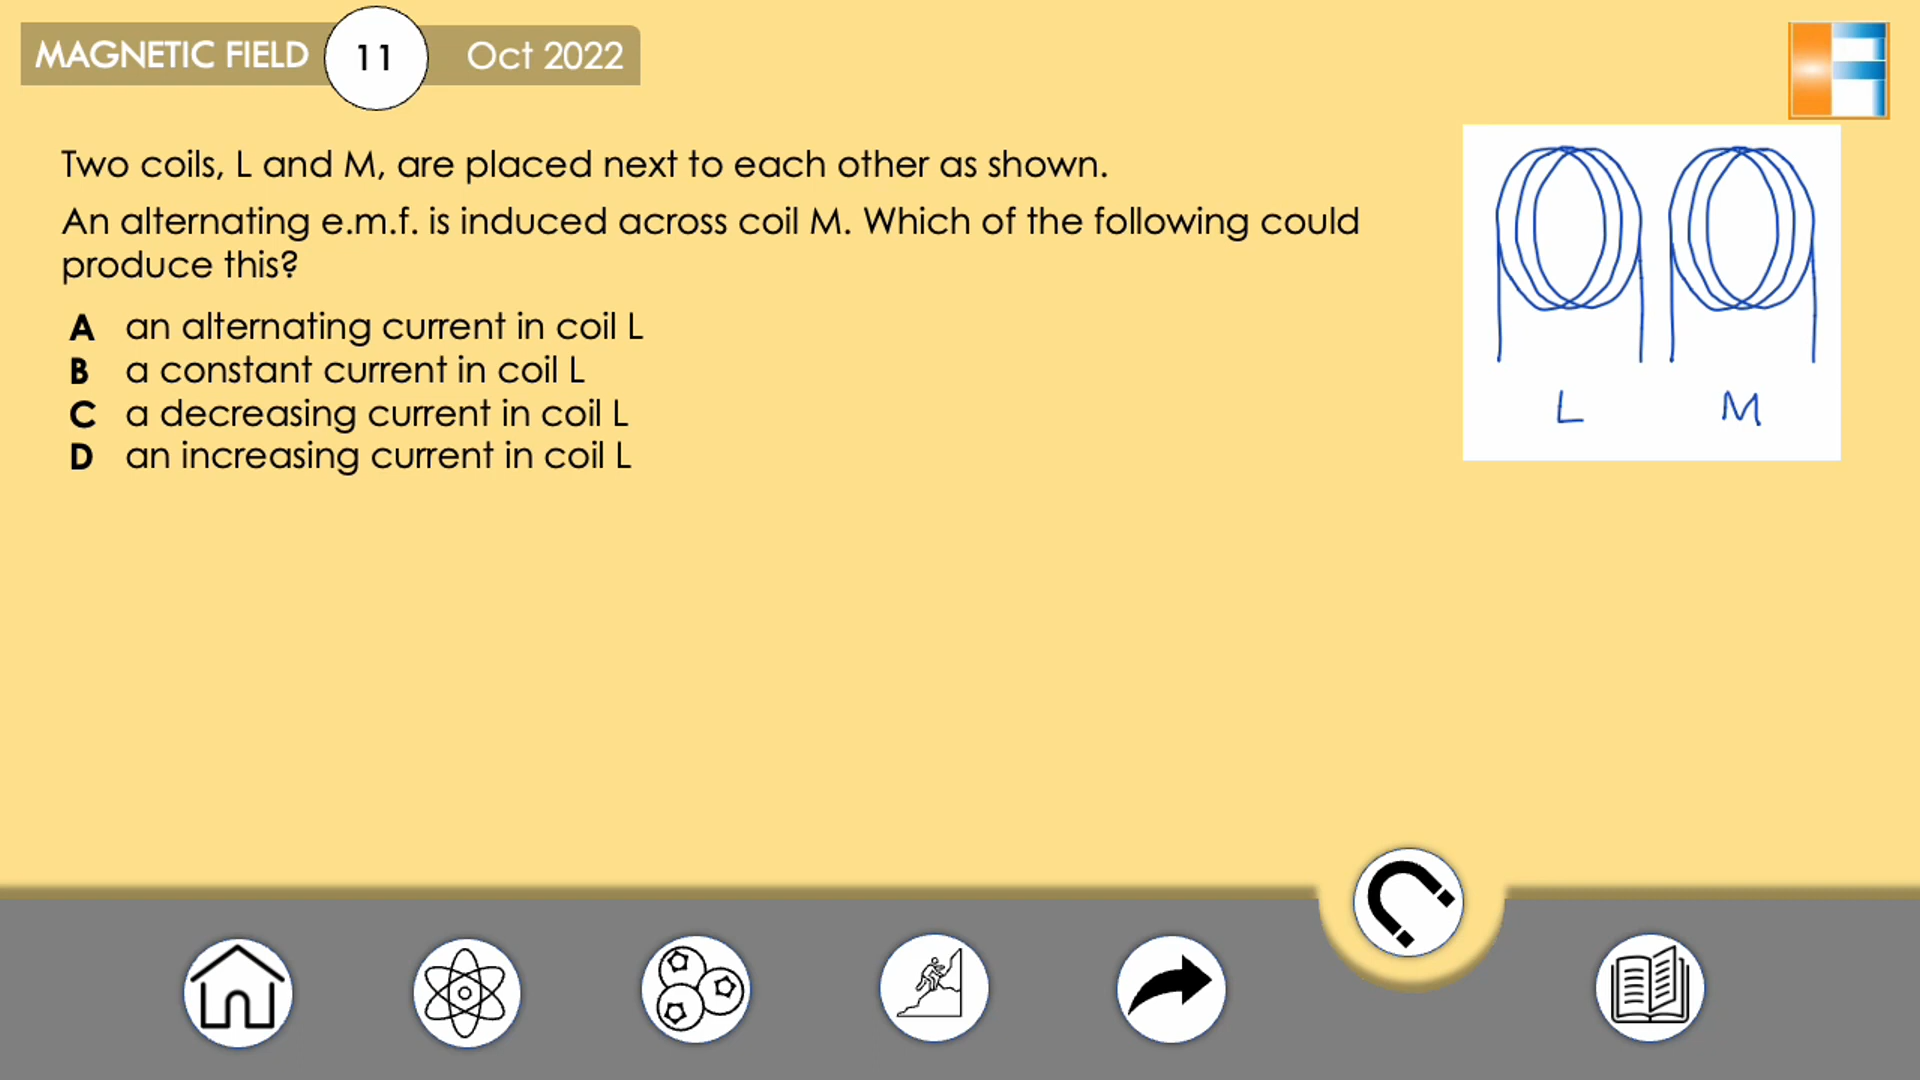 MAGNETIC FIELD 11 Oct 2022
Two coils, L and M, are placed next to each other as shown.
An alternating e.m.f. is induced across coil M. Which of the following could
produce this?
A an alternating current in coil L
B a constant current in coil L
C a decreasing current in coil L
D an increasing current in coil L
L M